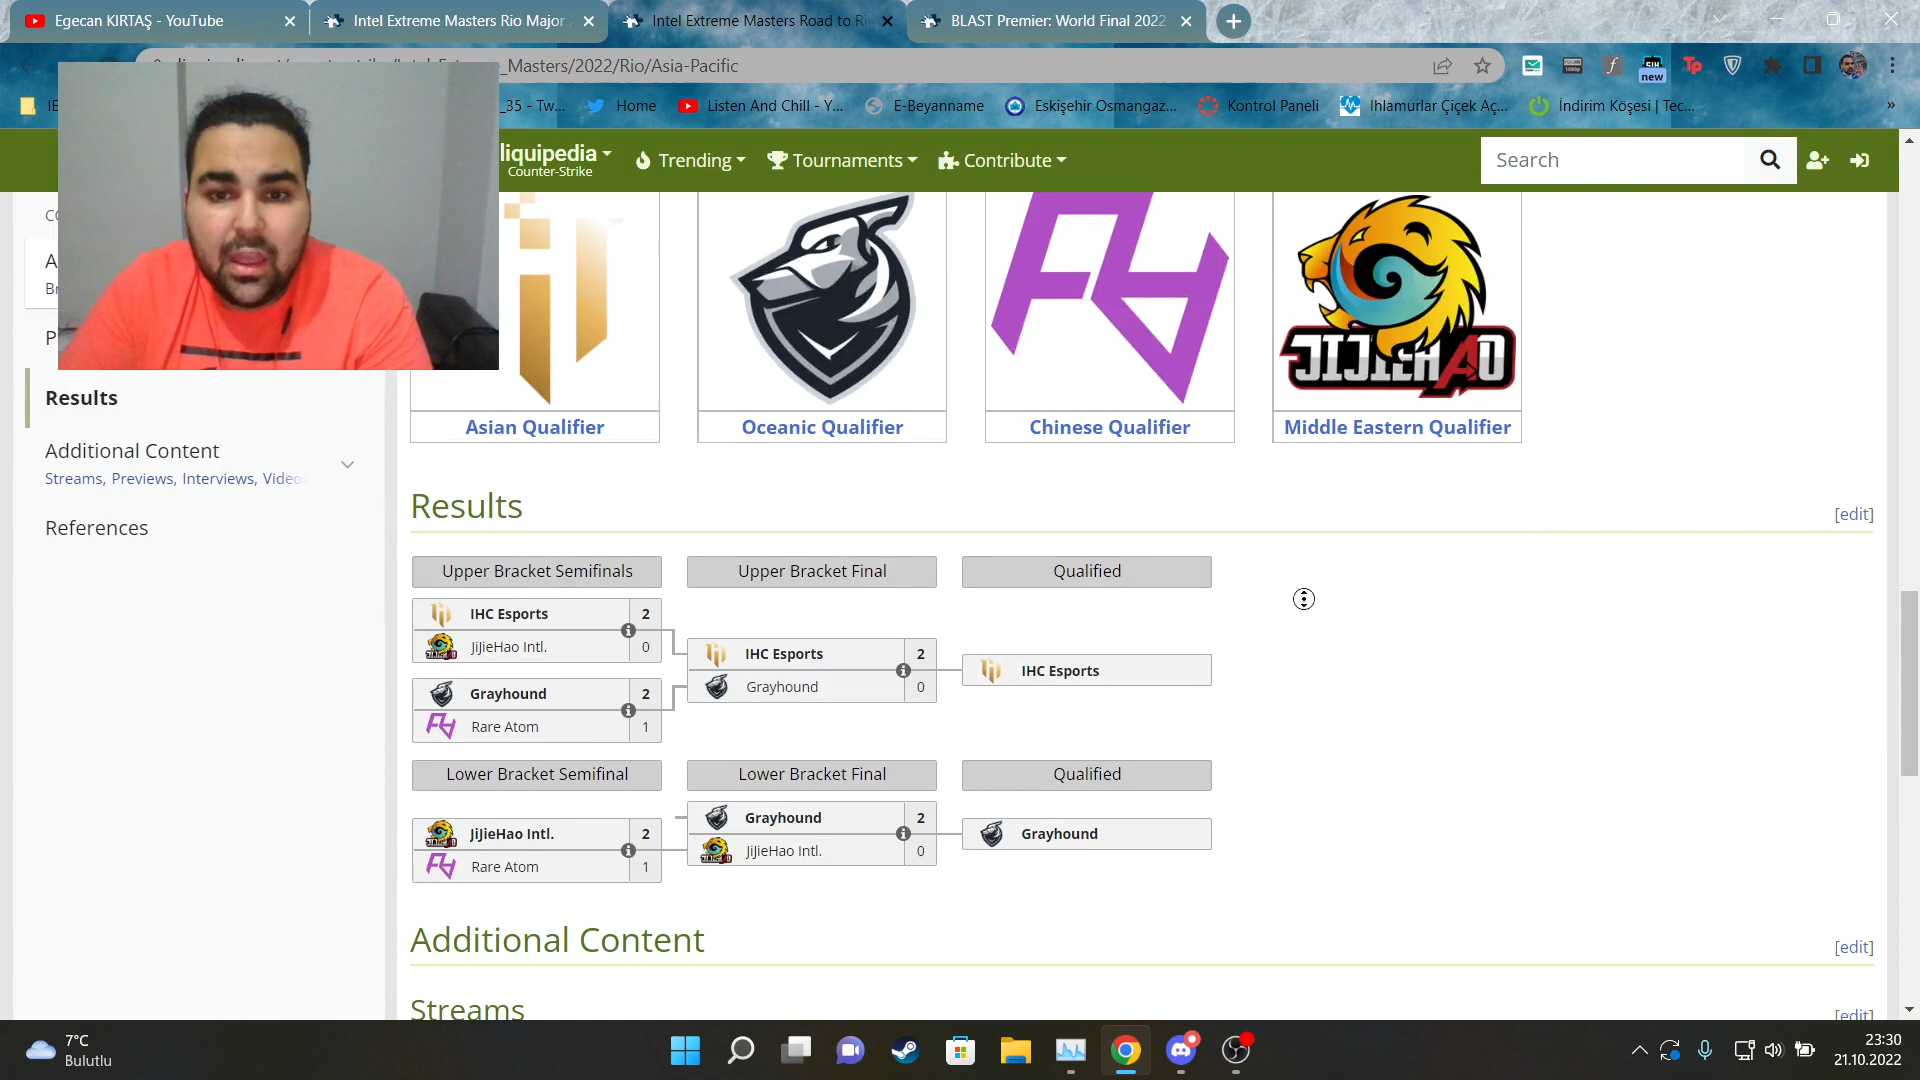 Egecan KIRTAŞ - YouTube
Intel Extreme Masters Rio Major
Intel Extreme Masters Road to Ri
BLAST Premier: World Final 2022
_Masters/2022/Rio/Asia-Pacific
new
_35 - Tw...
Home
Listen And Chill - Y...
E-Beyanname
Eskişehir Osmangaz...
Kontrol Paneli
Ihlamurlar Çiçek Aç...
İndirim Köşesi | Tec...
»
liquipedia
Counter-Strike
Trending
Tournaments
Contribute
Search
JIJIEHAO
Asian Qualifier
Oceanic Qualifier
Chinese Qualifier
Middle Eastern Qualifier
Results
Additional Content
Streams, Previews, Interviews, Videos
References
Results
[edit]
Upper Bracket Semifinals
Upper Bracket Final
Qualified
IHC Esports 2
JiJieHao Intl. 0
IHC Esports 2
Grayhound 0
IHC Esports
Grayhound 2
Rare Atom 1
Lower Bracket Semifinal
Lower Bracket Final
Qualified
JiJieHao Intl. 2
Rare Atom 1
Grayhound 2
JiJieHao Intl. 0
Grayhound
Additional Content
[edit]
Streams
[edit]
7°C
Bulutlu
23:30
21.10.2022